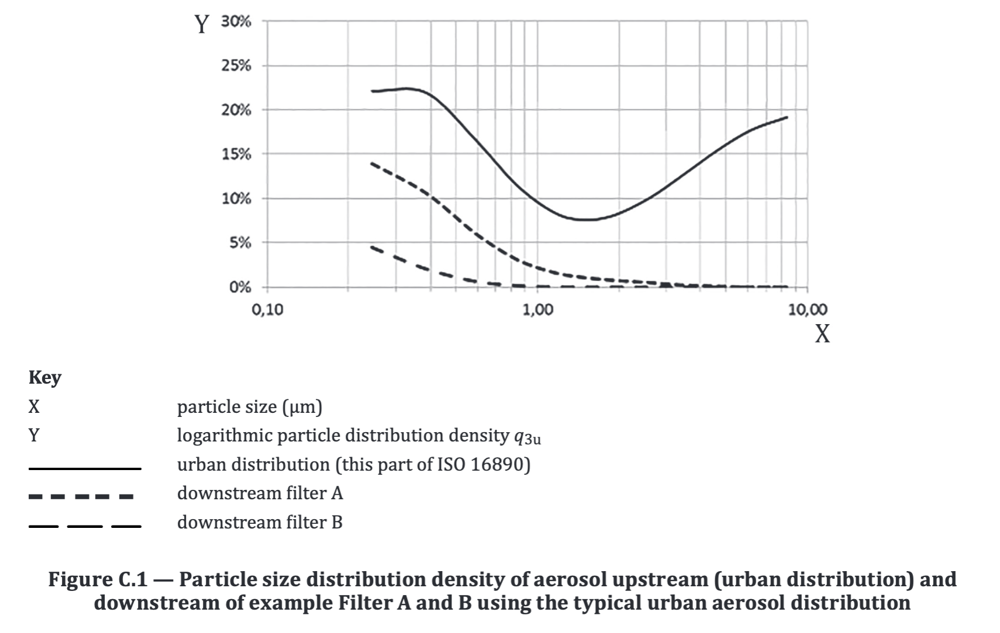 Y 30%
25%
20%
15%
10%
5%
0%
0,10 1,00 10,00
X
Key
X particle size (µm)
Y logarithmic particle distribution density q3u
urban distribution (this part of ISO 16890)
downstream filter A
downstream filter B
Figure C.1 — Particle size distribution density of aerosol upstream (urban distribution) and
downstream of example Filter A and B using the typical urban aerosol distribution